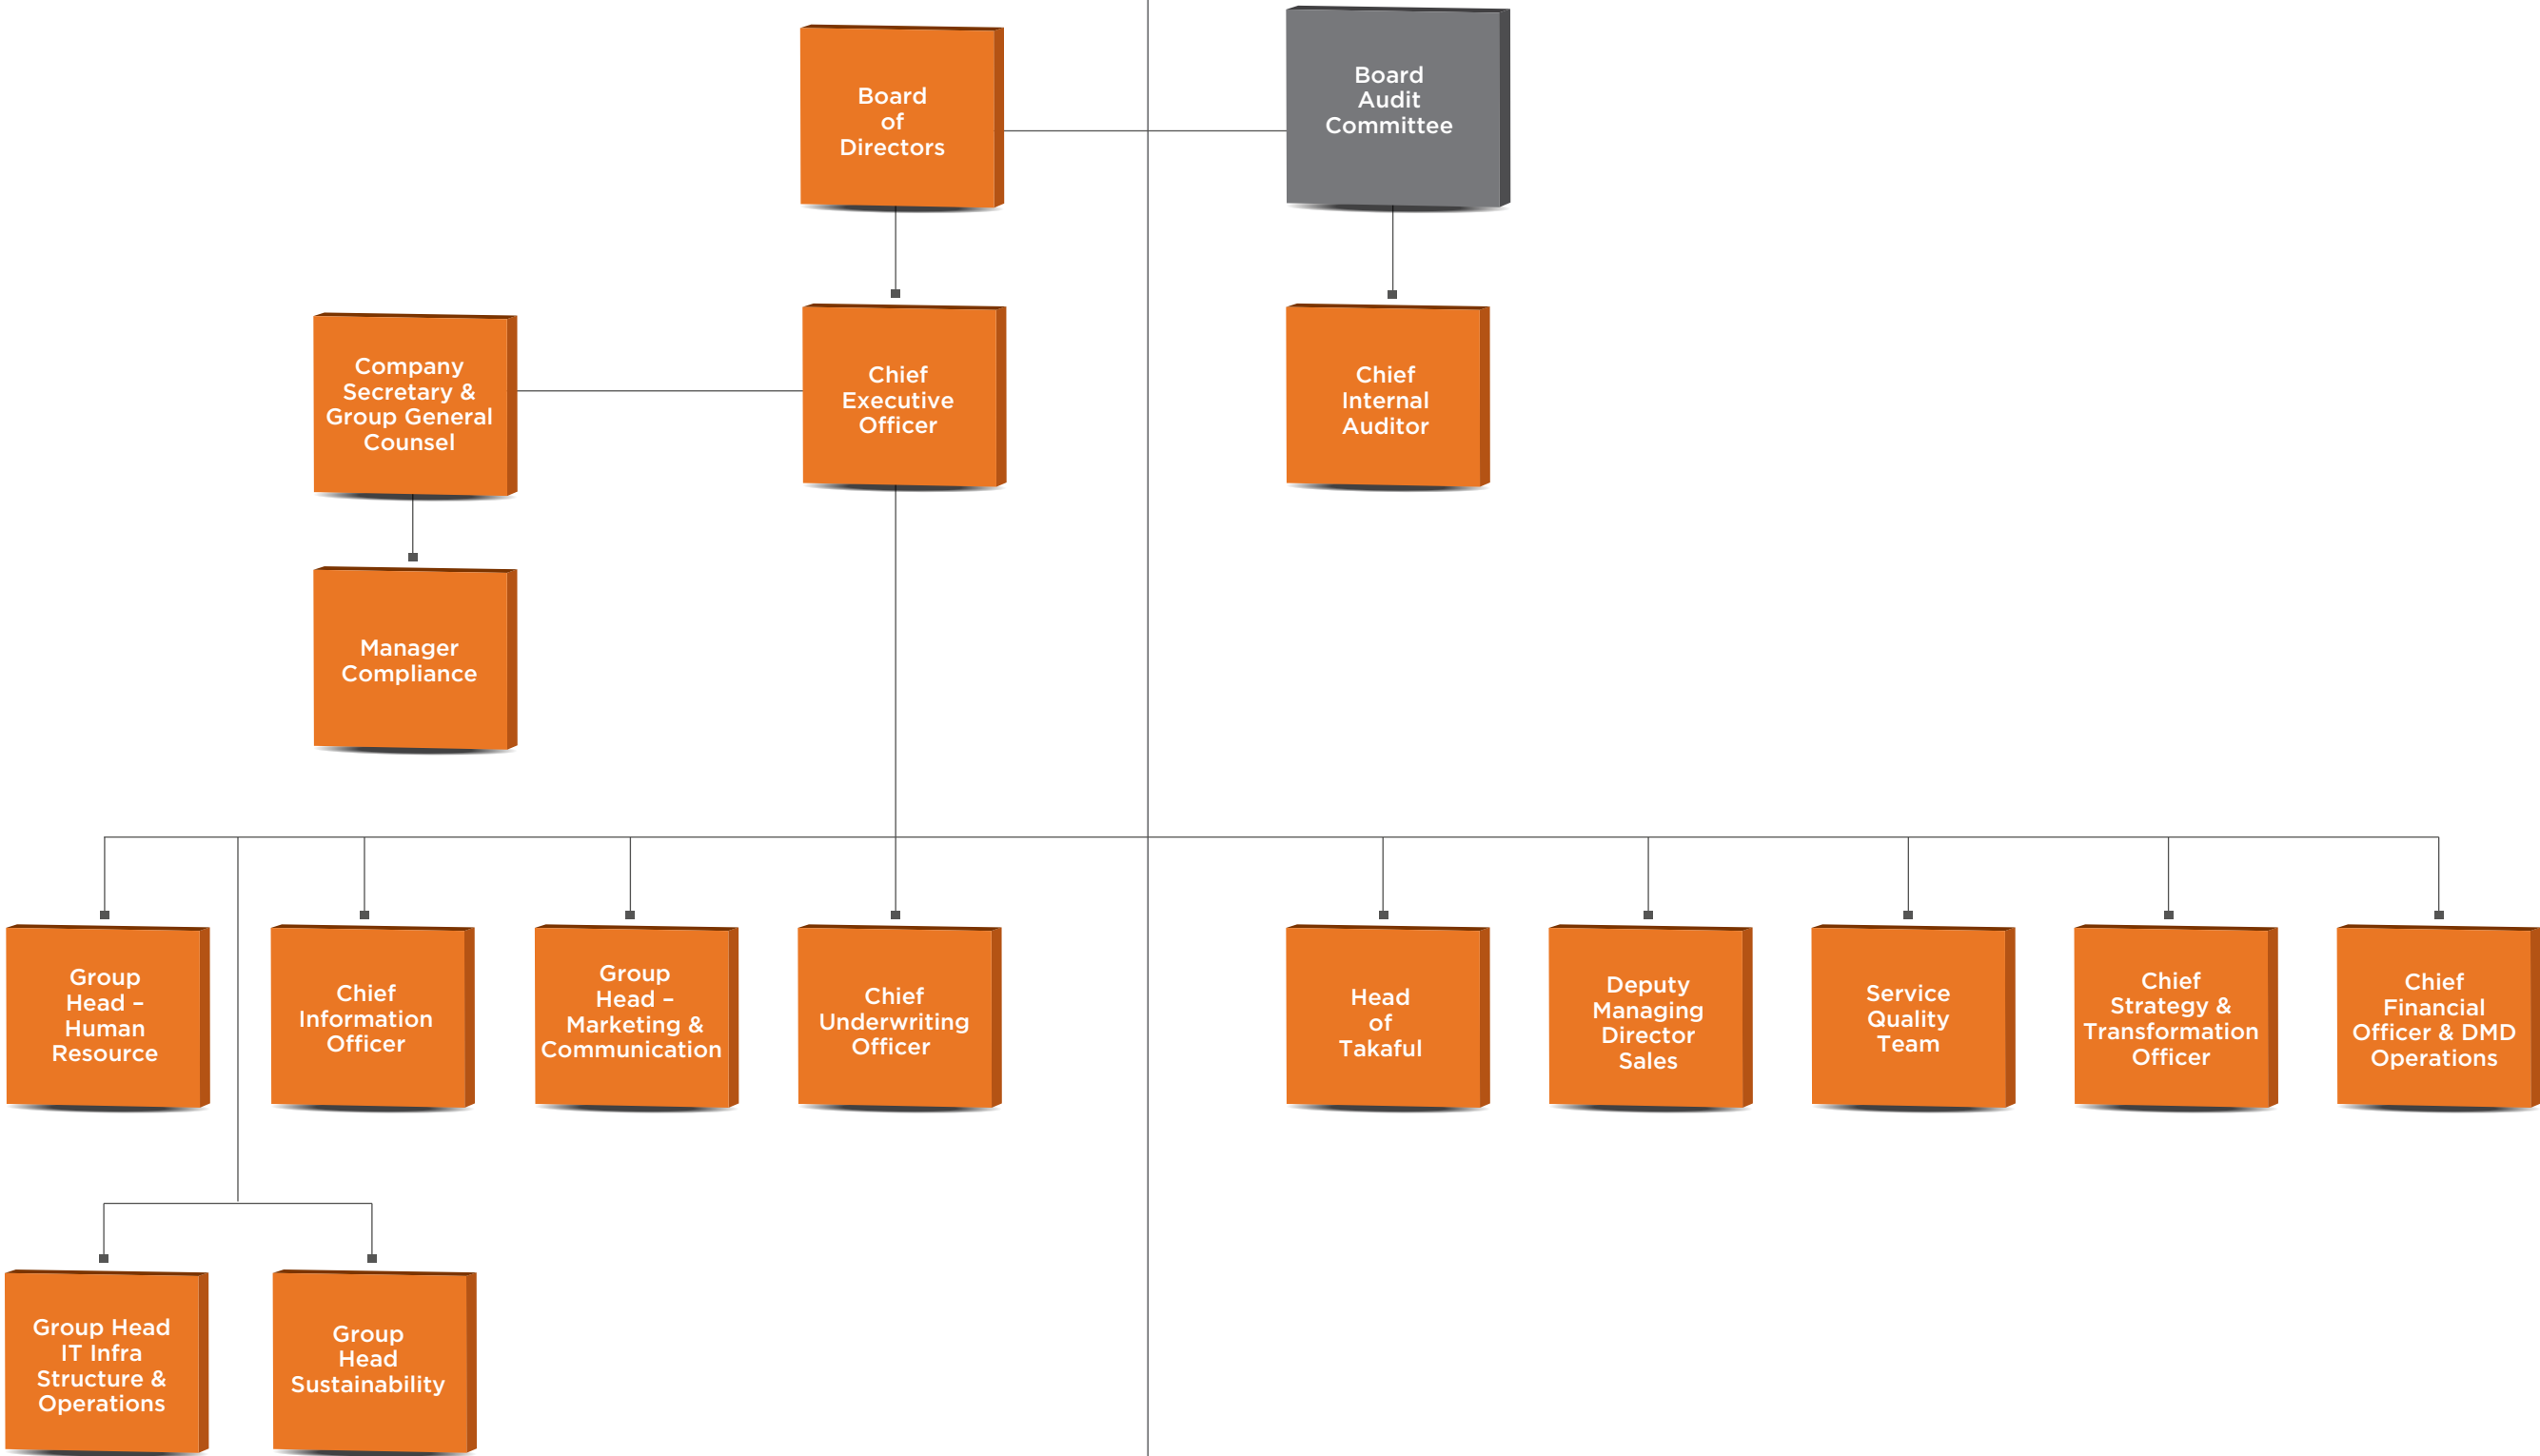 Board
of
Directors
Board
Audit
Committee
Company
Secretary &
Group General
Counsel
Chief
Executive
Officer
Chief
Internal
Auditor
Manager
Compliance
Group
Head –
Human
Resource
Chief
Information
Officer
Group
Head –
Marketing &
Communication
Chief
Underwriting
Officer
Head
of
Takaful
Deputy
Managing
Director
Sales
Service
Quality
Team
Chief
Strategy &
Transformation
Officer
Chief
Financial
Officer & DMD
Operations
Group Head
IT Infra
Structure &
Operations
Group
Head
Sustainability